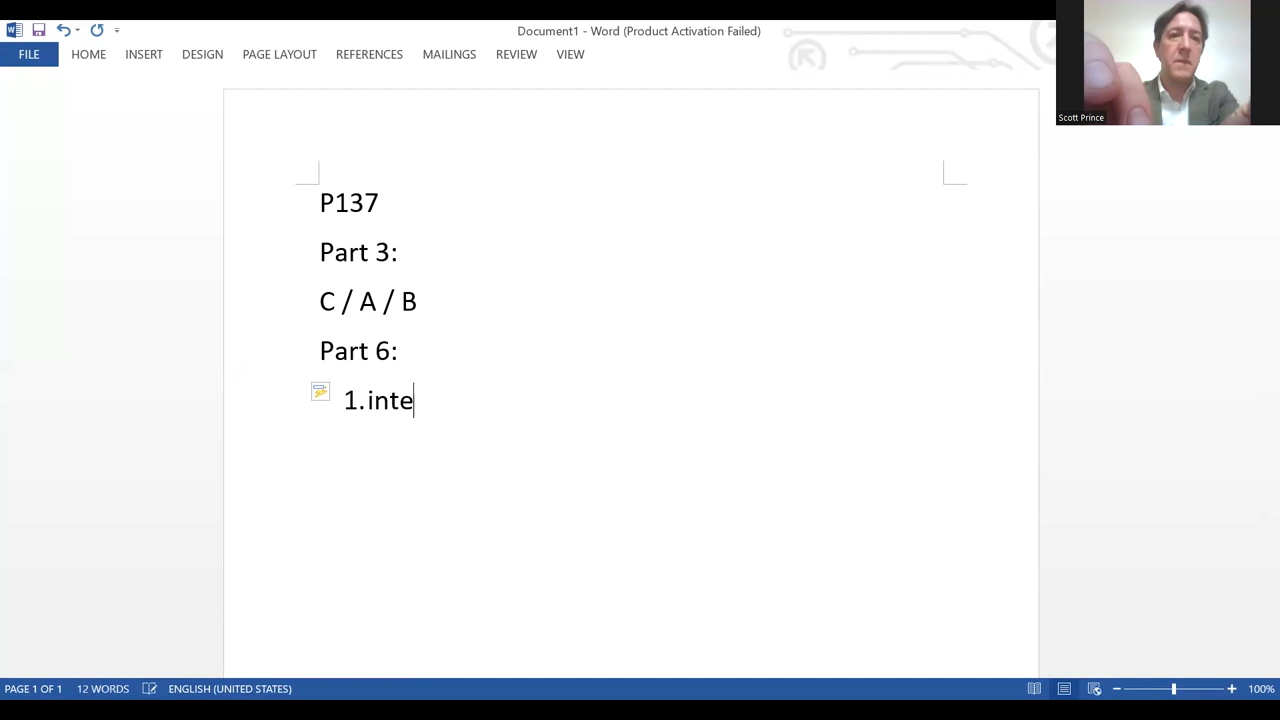 Document1 - Word (Product Activation Failed)
FILE HOME INSERT DESIGN PAGE LAYOUT REFERENCES MAILINGS REVIEW VIEW
Scott Prince
P137
Part 3:
C / A / B
Part 6:
1. inte
PAGE 1 OF 1 12 WORDS ENGLISH (UNITED STATES) 100%